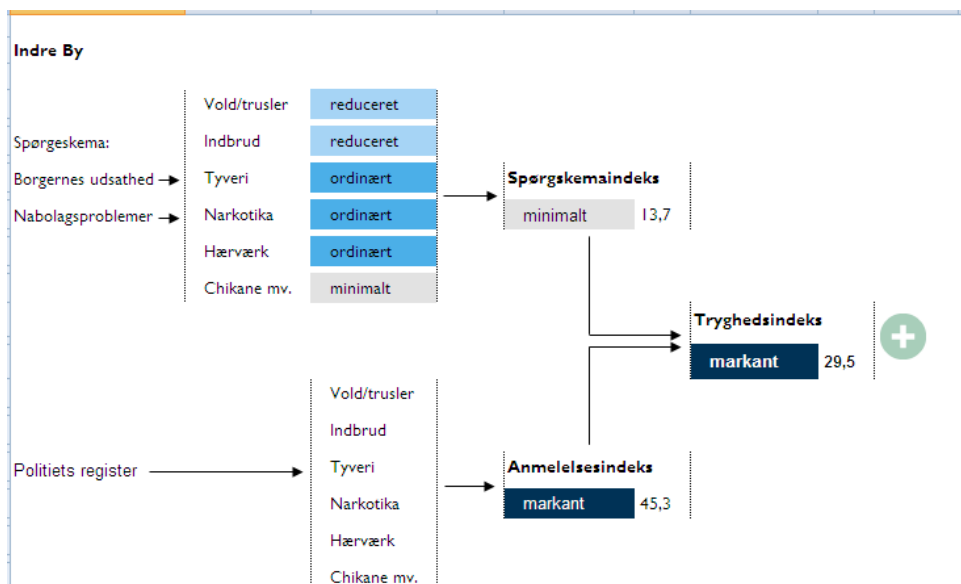 Indre By
Vold/trusler reduceret
Spørgeskema:
Indbrud reduceret
Borgernes udsathed
Tyveri ordinært
Nabolagsproblemer
Narkotika ordinært
Hærværk ordinært
Chikane mv. minimalt
Spørgskemaindeks
minimalt 13,7
Tryghedsindeks
markant 29,5
Politiets register
Vold/trusler
Indbrud
Tyveri
Narkotika
Hærværk
Chikane mv.
Anmelelsesindeks
markant 45,3